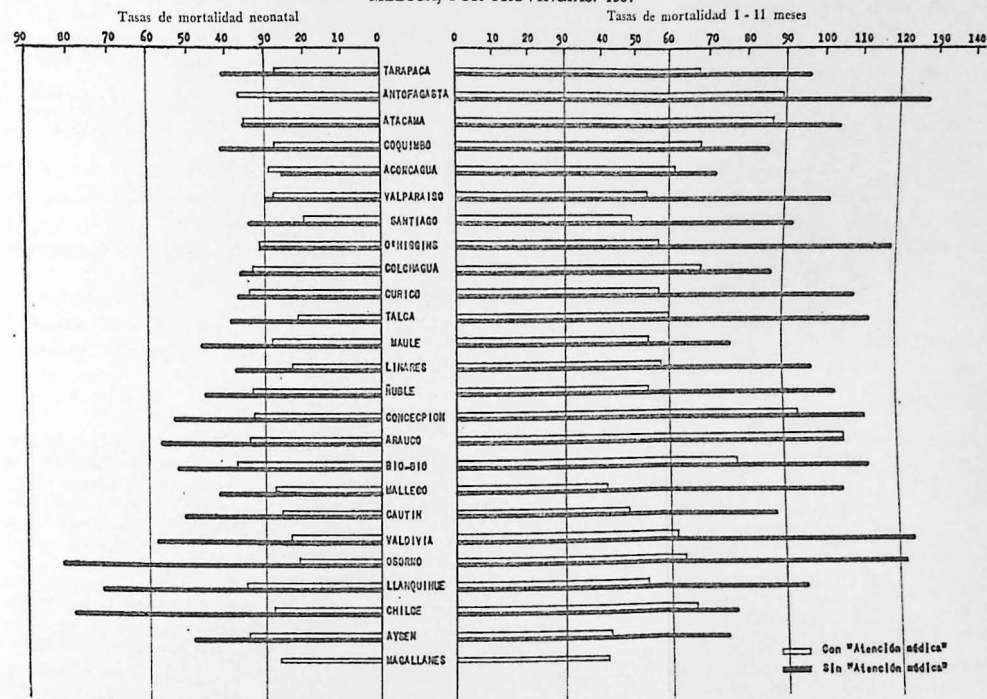 Tasas de mortalidad neonatal
Tasas de mortalidad 1 - 11 meses
90 80 70 60 50 40 30 20 10 0
0 10 20 30 40 50 60 70 80 90 100 110 120 130 140
TARAPACA
ANTOFAGASTA
ATACAMA
COQUIMBO
ACONCAGUA
VALPARAISO
SANTIAGO
O'HIGGINS
COLCHAGUA
CURICO
TALCA
MAULE
LINARES
ÑUBLE
CONCEPCION
ARAUCO
BIO-BIO
MALLECO
CAUTIN
VALDIVIA
OSORNO
LLANQUIHUE
CHILOE
AYSEN
MAGALLANES
Con "Atención médica"
Sin "Atención médica"